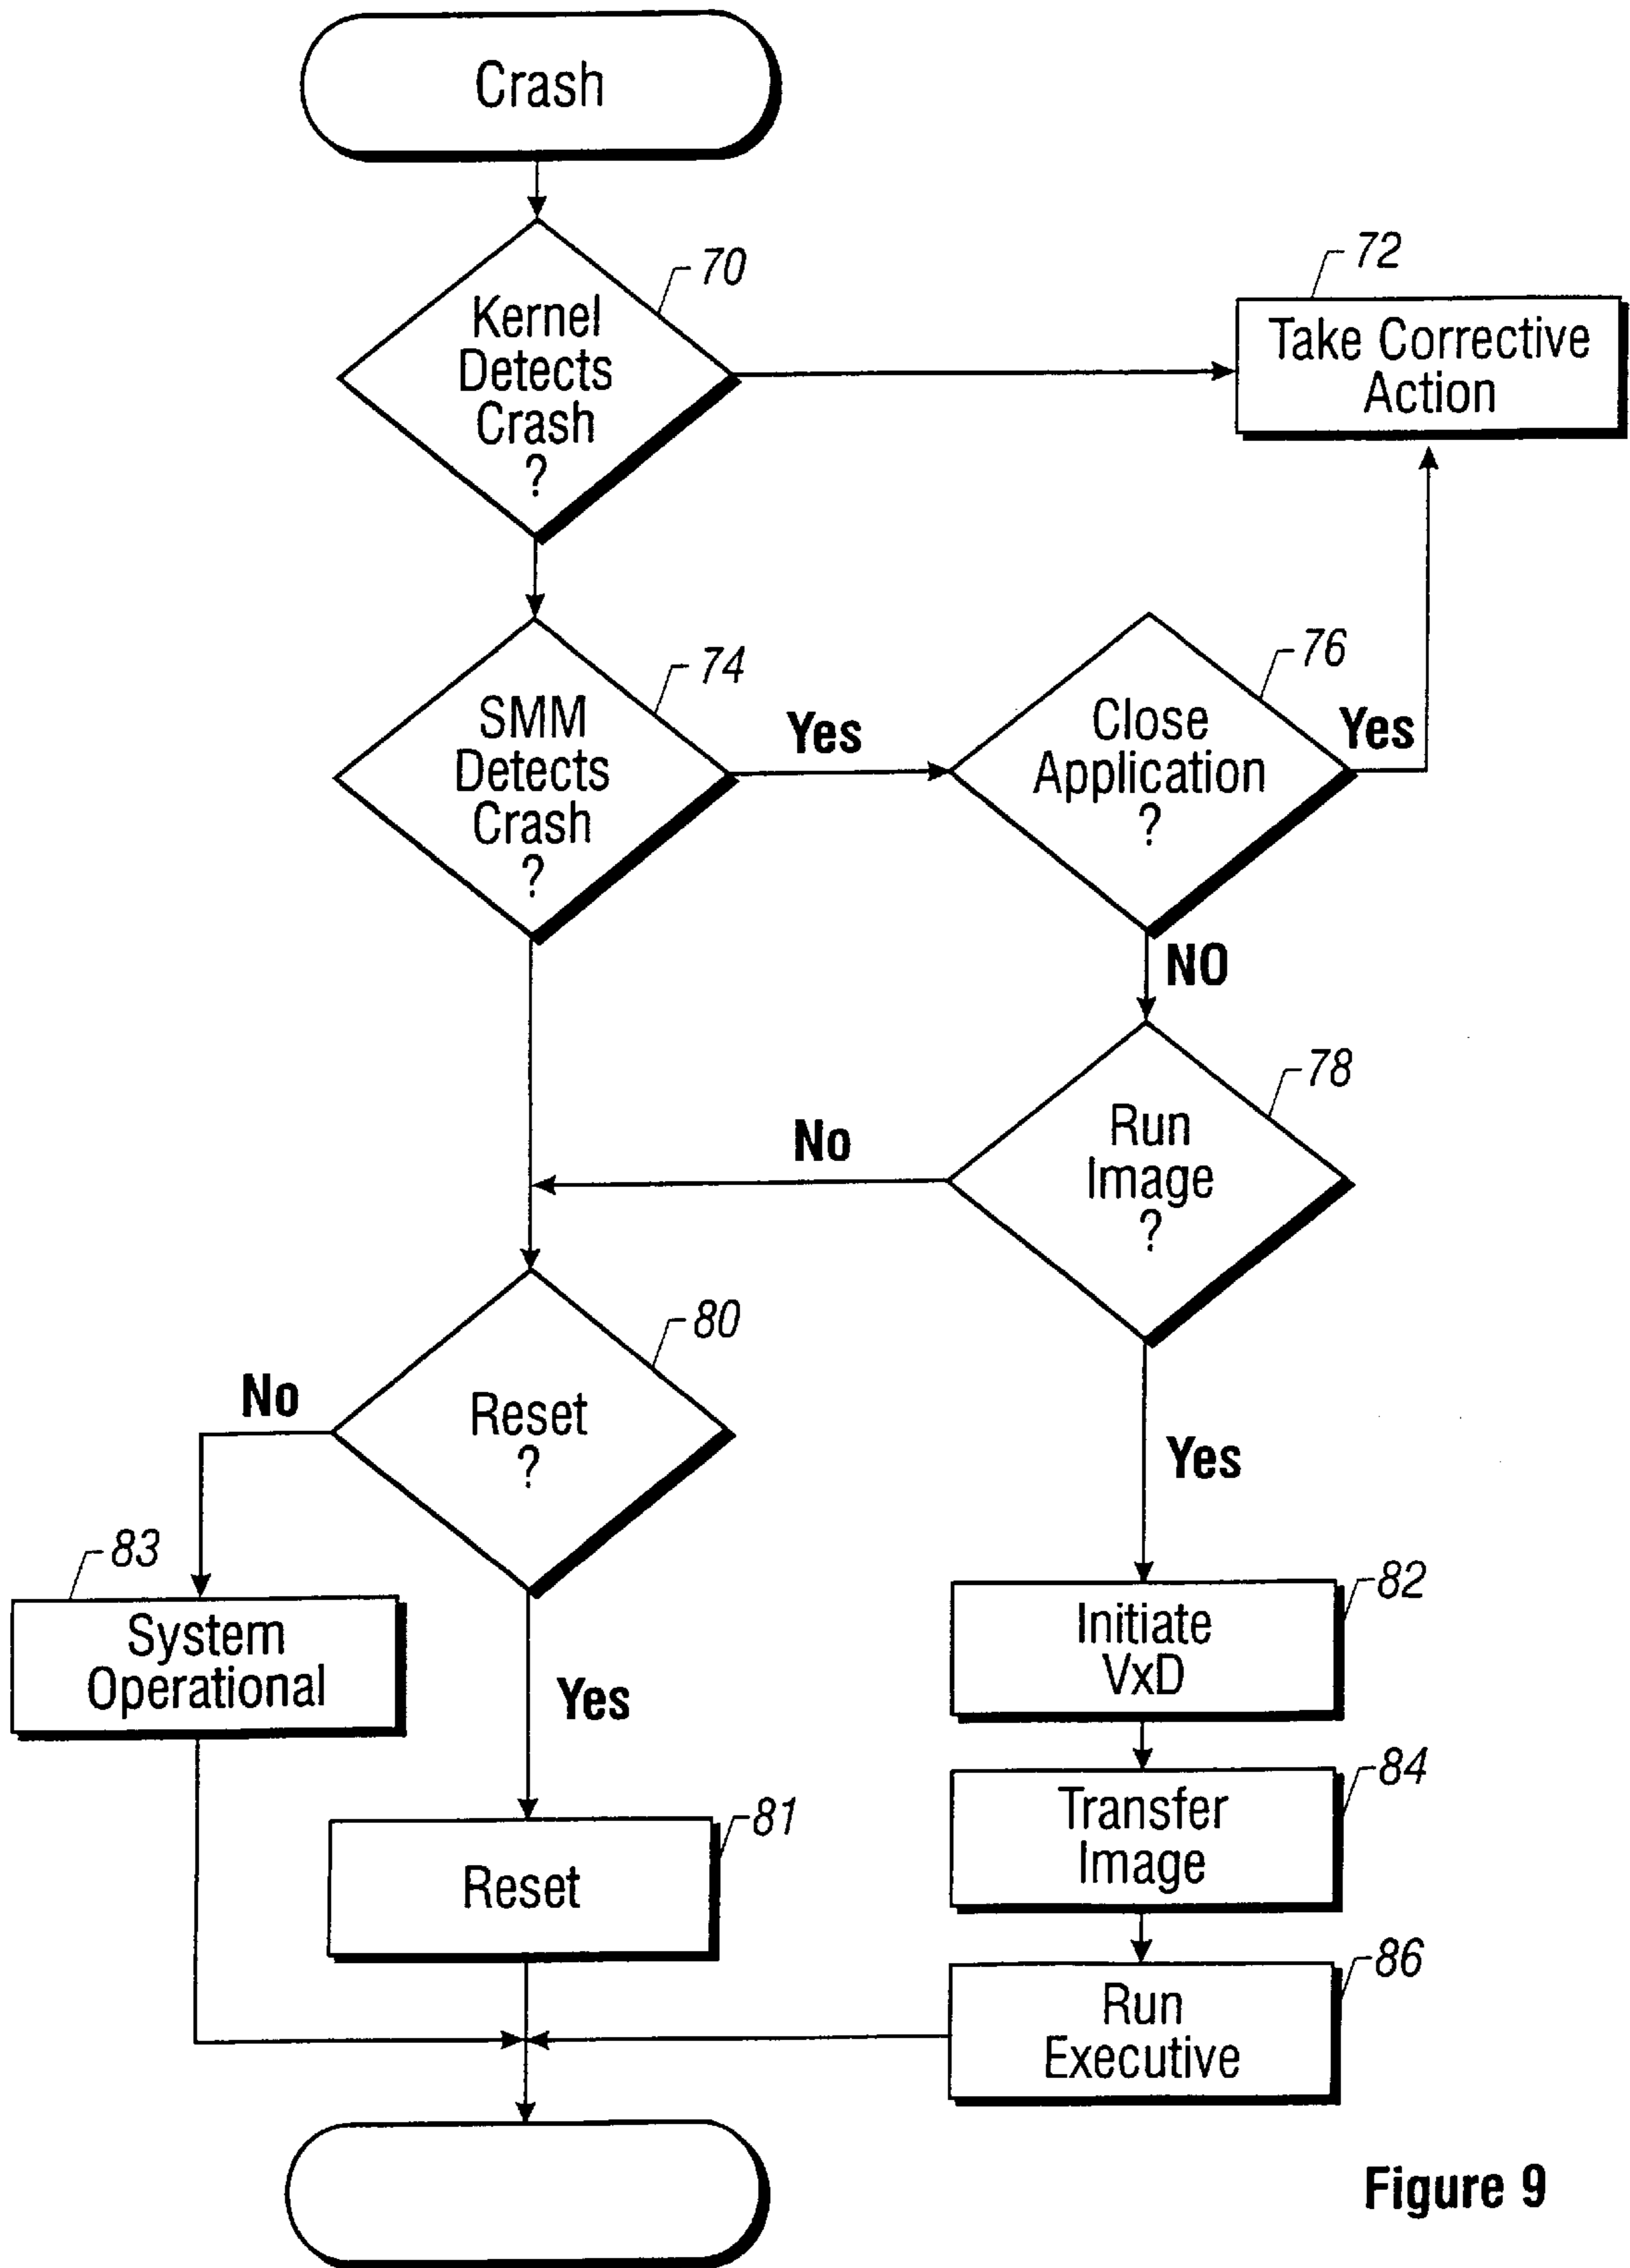 Crash
70
Kernel
Detects
Crash
?
72
Take Corrective
Action
74
SMM
Detects
Crash
?
Yes
76
Close
Application
?
Yes
NO
78
Run
Image
?
No
80
Reset
?
No
Yes
83
System
Operational
Yes
82
Initiate
VxD
81
Reset
84
Transfer
Image
86
Run
Executive
Figure 9